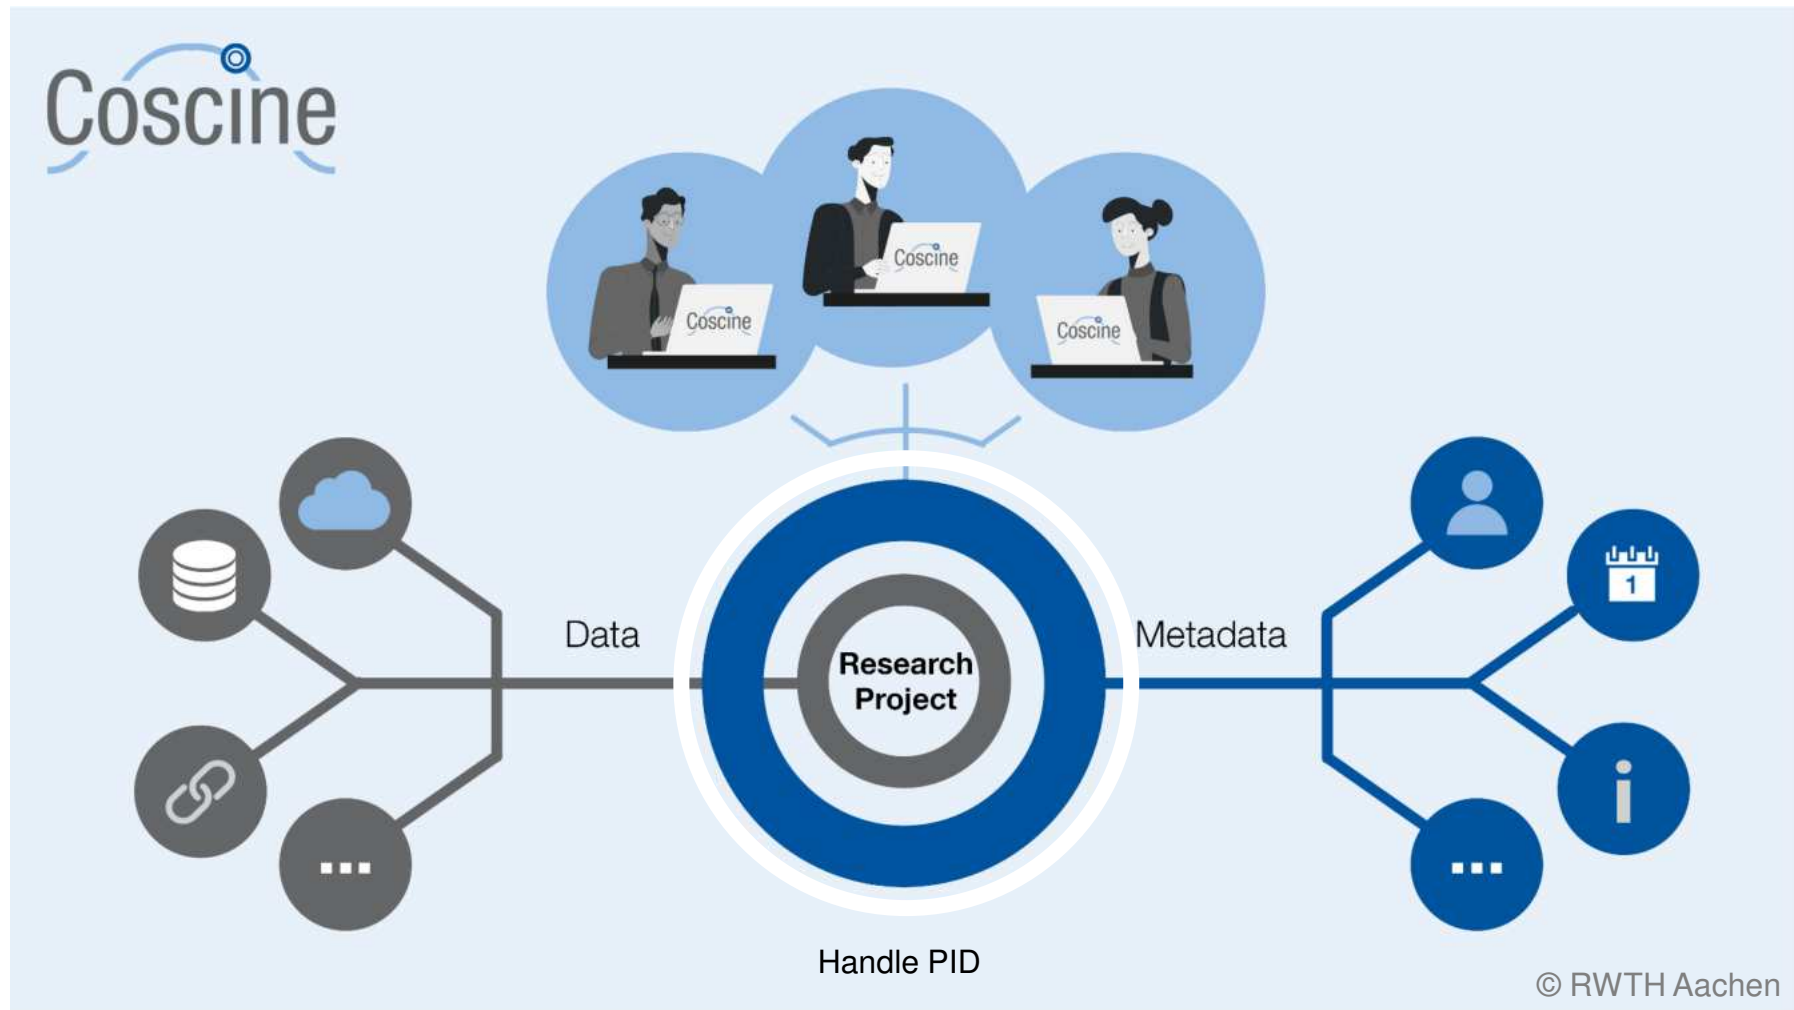 Coscine
Coscine
Coscine
Coscine
Data
Metadata
Research
Project
1
i
...
...
Handle PID
© RWTH Aachen